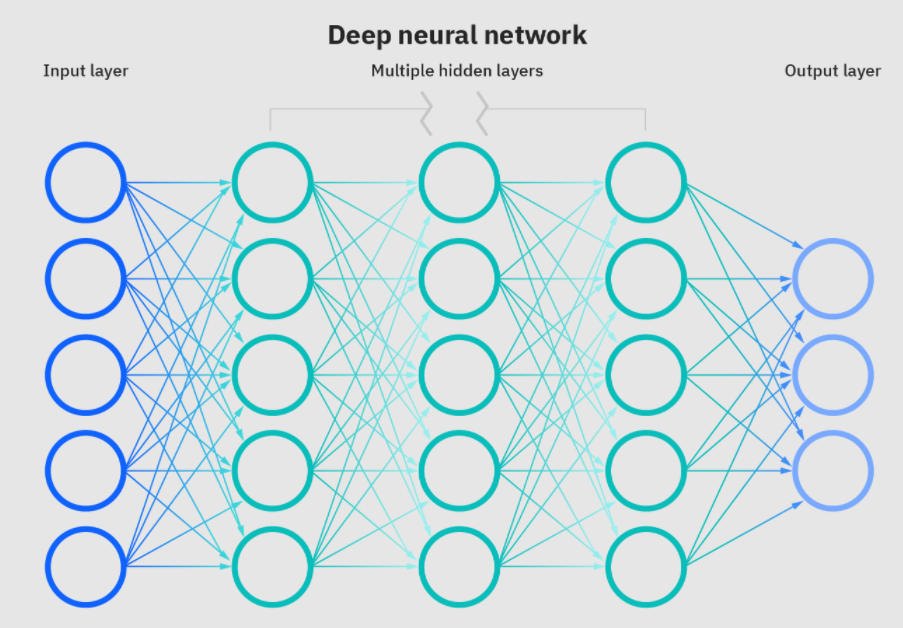 Deep neural network
Input layer
Multiple hidden layers
Output layer